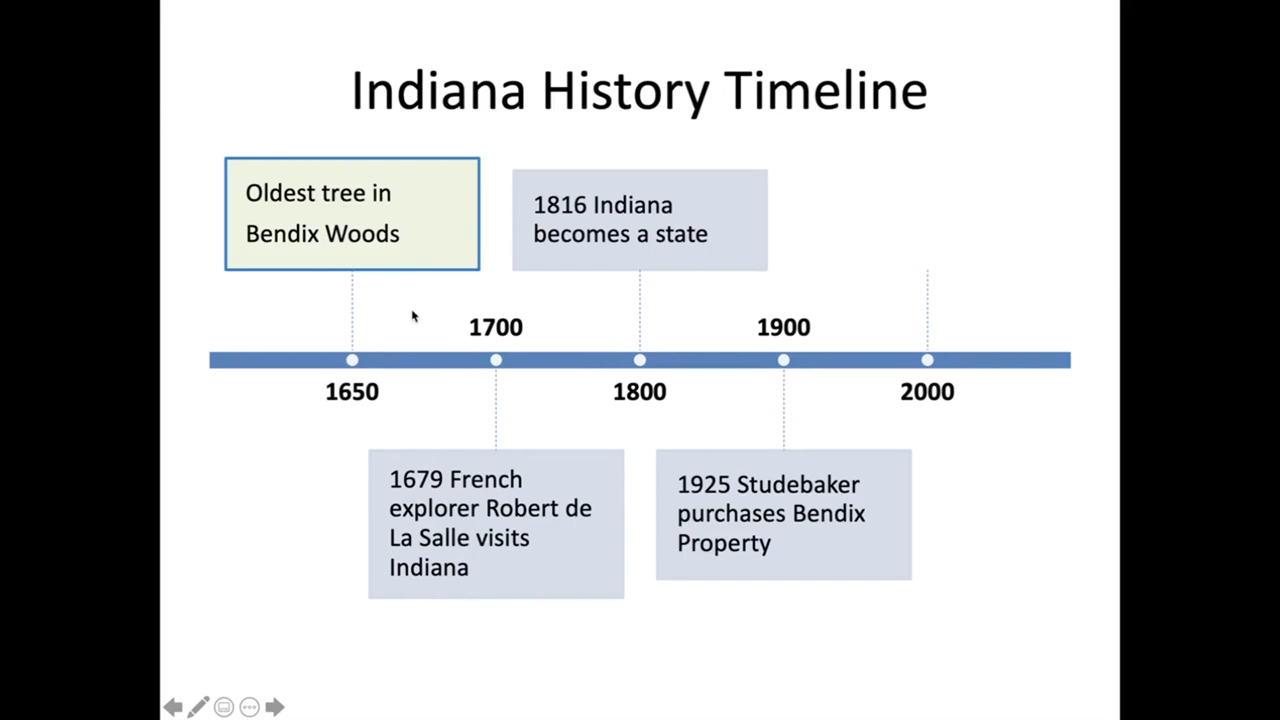 Indiana History Timeline
Oldest tree in
Bendix Woods
1816 Indiana
becomes a state
1700
1900
1650
1800
2000
1679 French
explorer Robert de
La Salle visits
Indiana
1925 Studebaker
purchases Bendix
Property